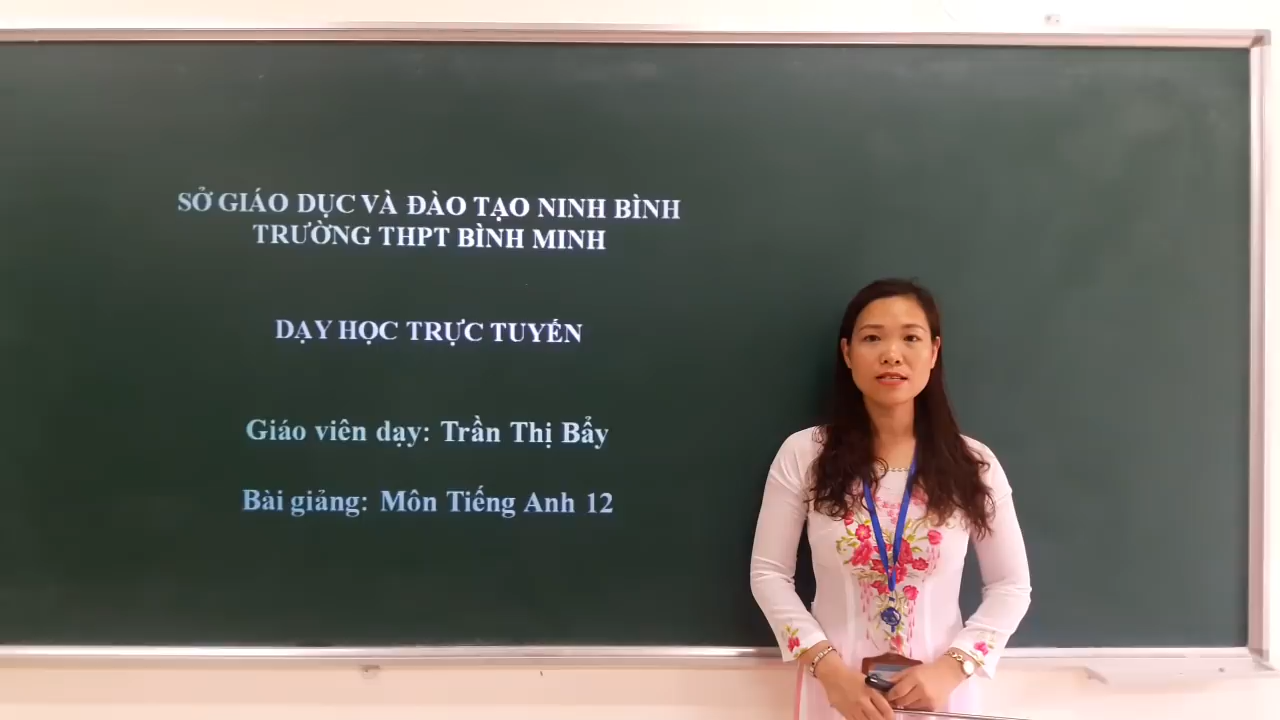 SỞ GIÁO DỤC VÀ ĐÀO TẠO NINH BÌNH
TRƯỜNG THPT BÌNH MINH
DẠY HỌC TRỰC TUYẾN
Giáo viên dạy: Trần Thị Bẩy
Bài giảng: Môn Tiếng Anh 12